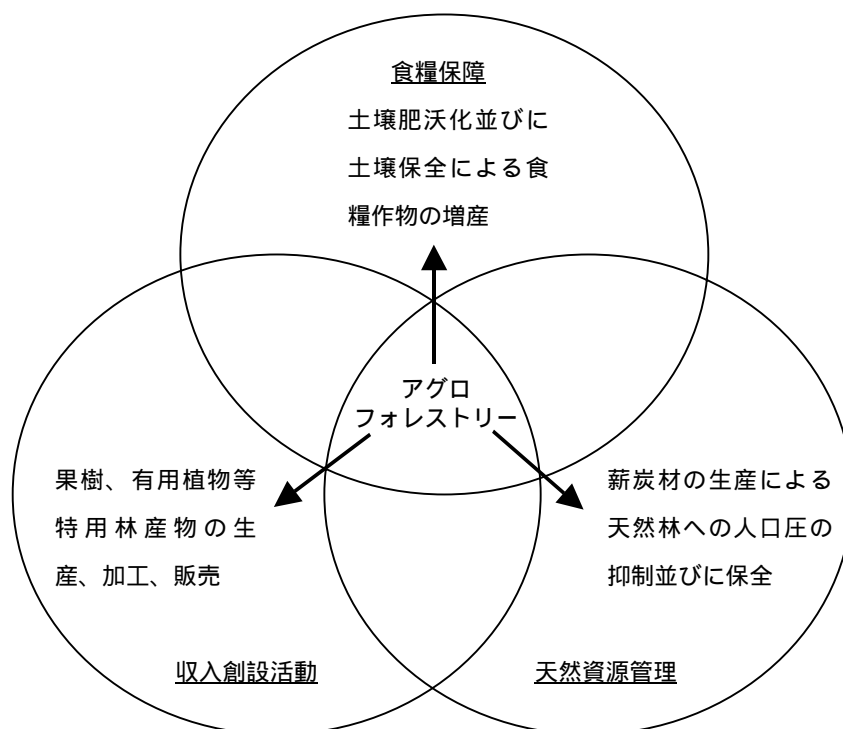 食糧保障
土壌肥沃化並びに
土壌保全による食
糧作物の増産
アグロ
フォレストリー
果樹、有用植物等
特用林産物の生
産、加工、販売
収入創設活動
薪炭材の生産による
天然林への人口圧の
抑制並びに保全
天然資源管理